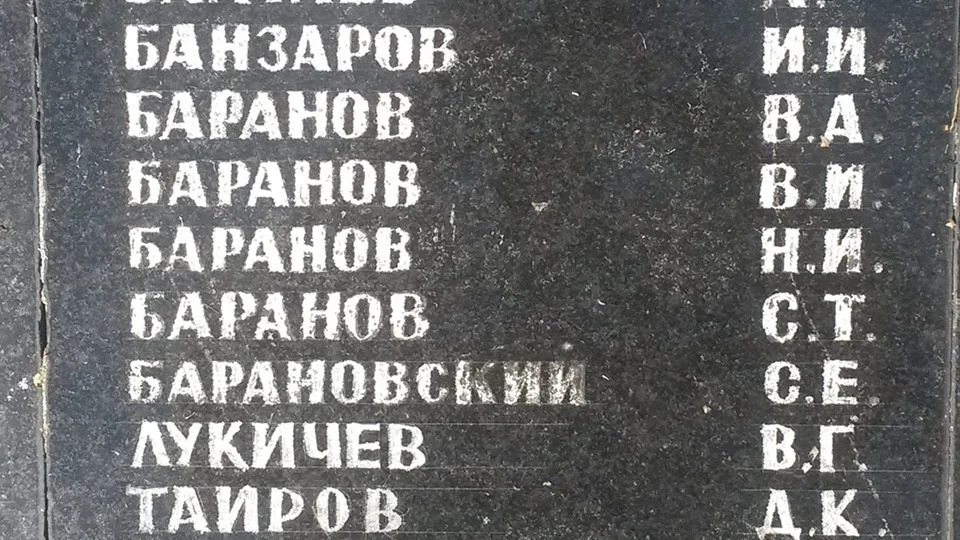 БАНЗАРОВ И.И
БАРАНОВ В.А
БАРАНОВ В.И
БАРАНОВ Н.И.
БАРАНОВ С.Т.
БАРАНОВСКИЙ С.Е
ЛУКИЧЕВ В.Г.
ТАИРОВ Д.К.